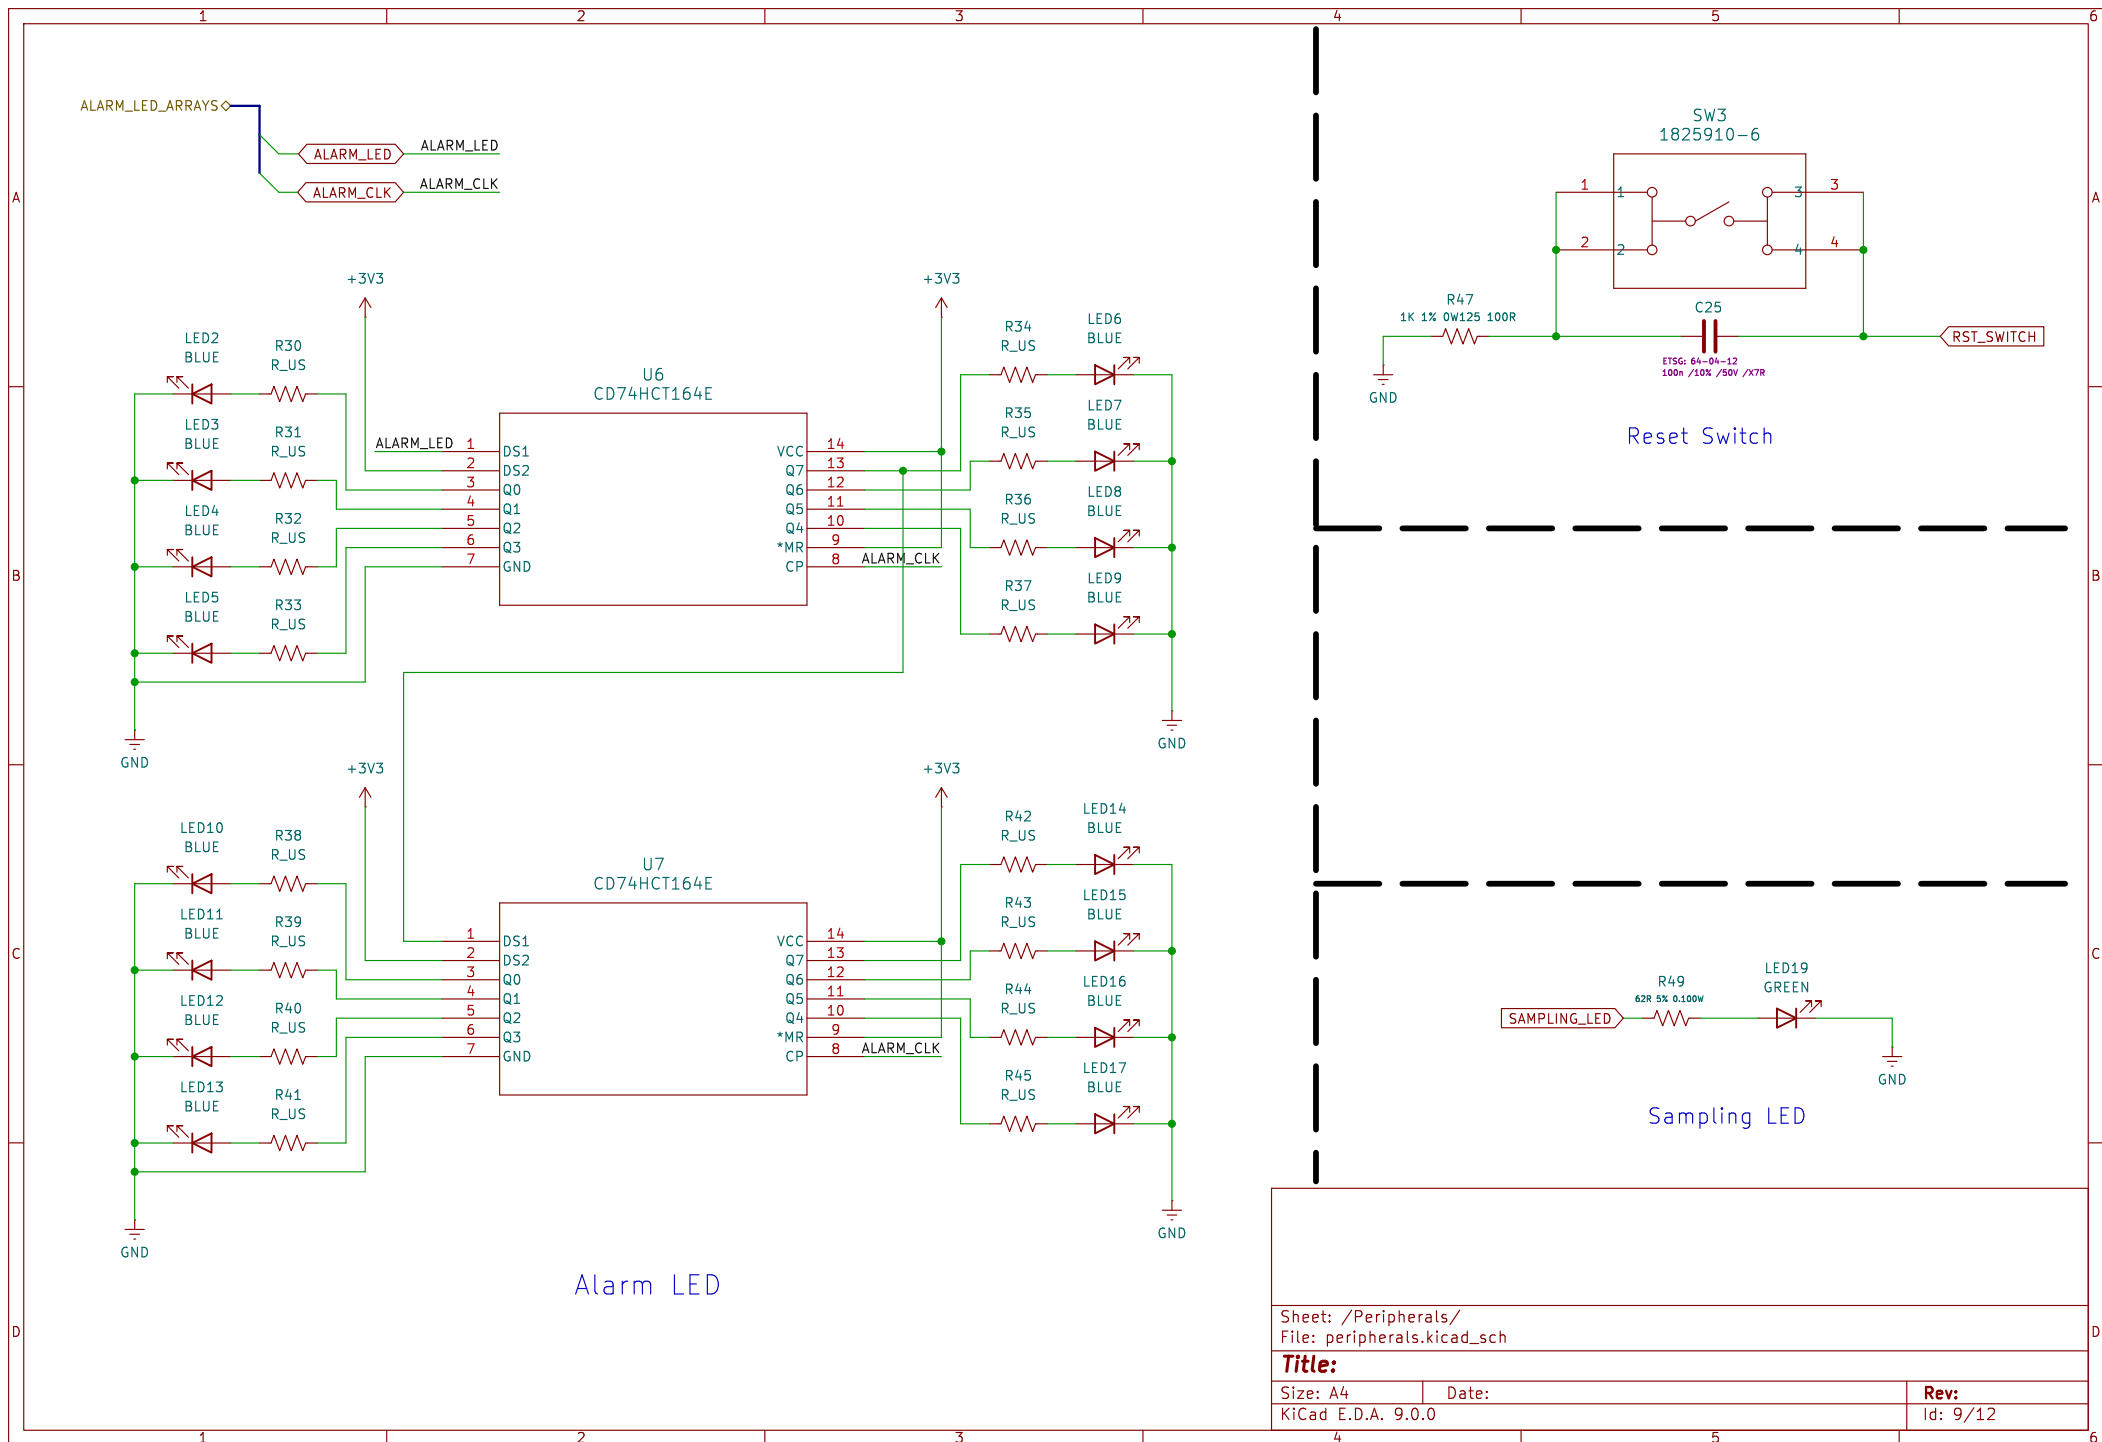 1 2 3 4 5 6
ALARM_LED_ARRAYS
ALARM_LED
ALARM_LED
ALARM_CLK
ALARM_CLK
A
A
SW3
1825910-6
1
1
3
3
2
2
4
4
R47
1K 1% 0W125 100R
C25
RST_SWITCH
ETSG: 64-04-12
100n /10% /50V /X7R
GND
Reset Switch
+3V3
+3V3
LED2
BLUE
R30
R_US
LED3
BLUE
R31
R_US
LED4
BLUE
R32
R_US
LED5
BLUE
R33
R_US
U6
CD74HCT164E
ALARM_LED
1 DS1
2 DS2
3 Q0
4 Q1
5 Q2
6 Q3
7 GND
VCC 14
Q7 13
Q6 12
Q5 11
Q4 10
*MR 9
CP 8
ALARM_CLK
R34
R_US
LED6
BLUE
R35
R_US
LED7
BLUE
R36
R_US
LED8
BLUE
R37
R_US
LED9
BLUE
B
B
GND
GND
+3V3
+3V3
LED10
BLUE
R38
R_US
LED11
BLUE
R39
R_US
LED12
BLUE
R40
R_US
LED13
BLUE
R41
R_US
U7
CD74HCT164E
1 DS1
2 DS2
3 Q0
4 Q1
5 Q2
6 Q3
7 GND
VCC 14
Q7 13
Q6 12
Q5 11
Q4 10
*MR 9
CP 8
ALARM_CLK
R42
R_US
LED14
BLUE
R43
R_US
LED15
BLUE
R44
R_US
LED16
BLUE
R45
R_US
LED17
BLUE
C
C
GND
GND
SAMPLING_LED
R49
62R 5% 0.100W
LED19
GREEN
GND
Sampling LED
Alarm LED
D
D
Sheet: /Peripherals/
File: peripherals.kicad_sch
Title:
Size: A4
Date:
Rev:
KiCad E.D.A. 9.0.0
Id: 9/12
1 2 3 4 5 6